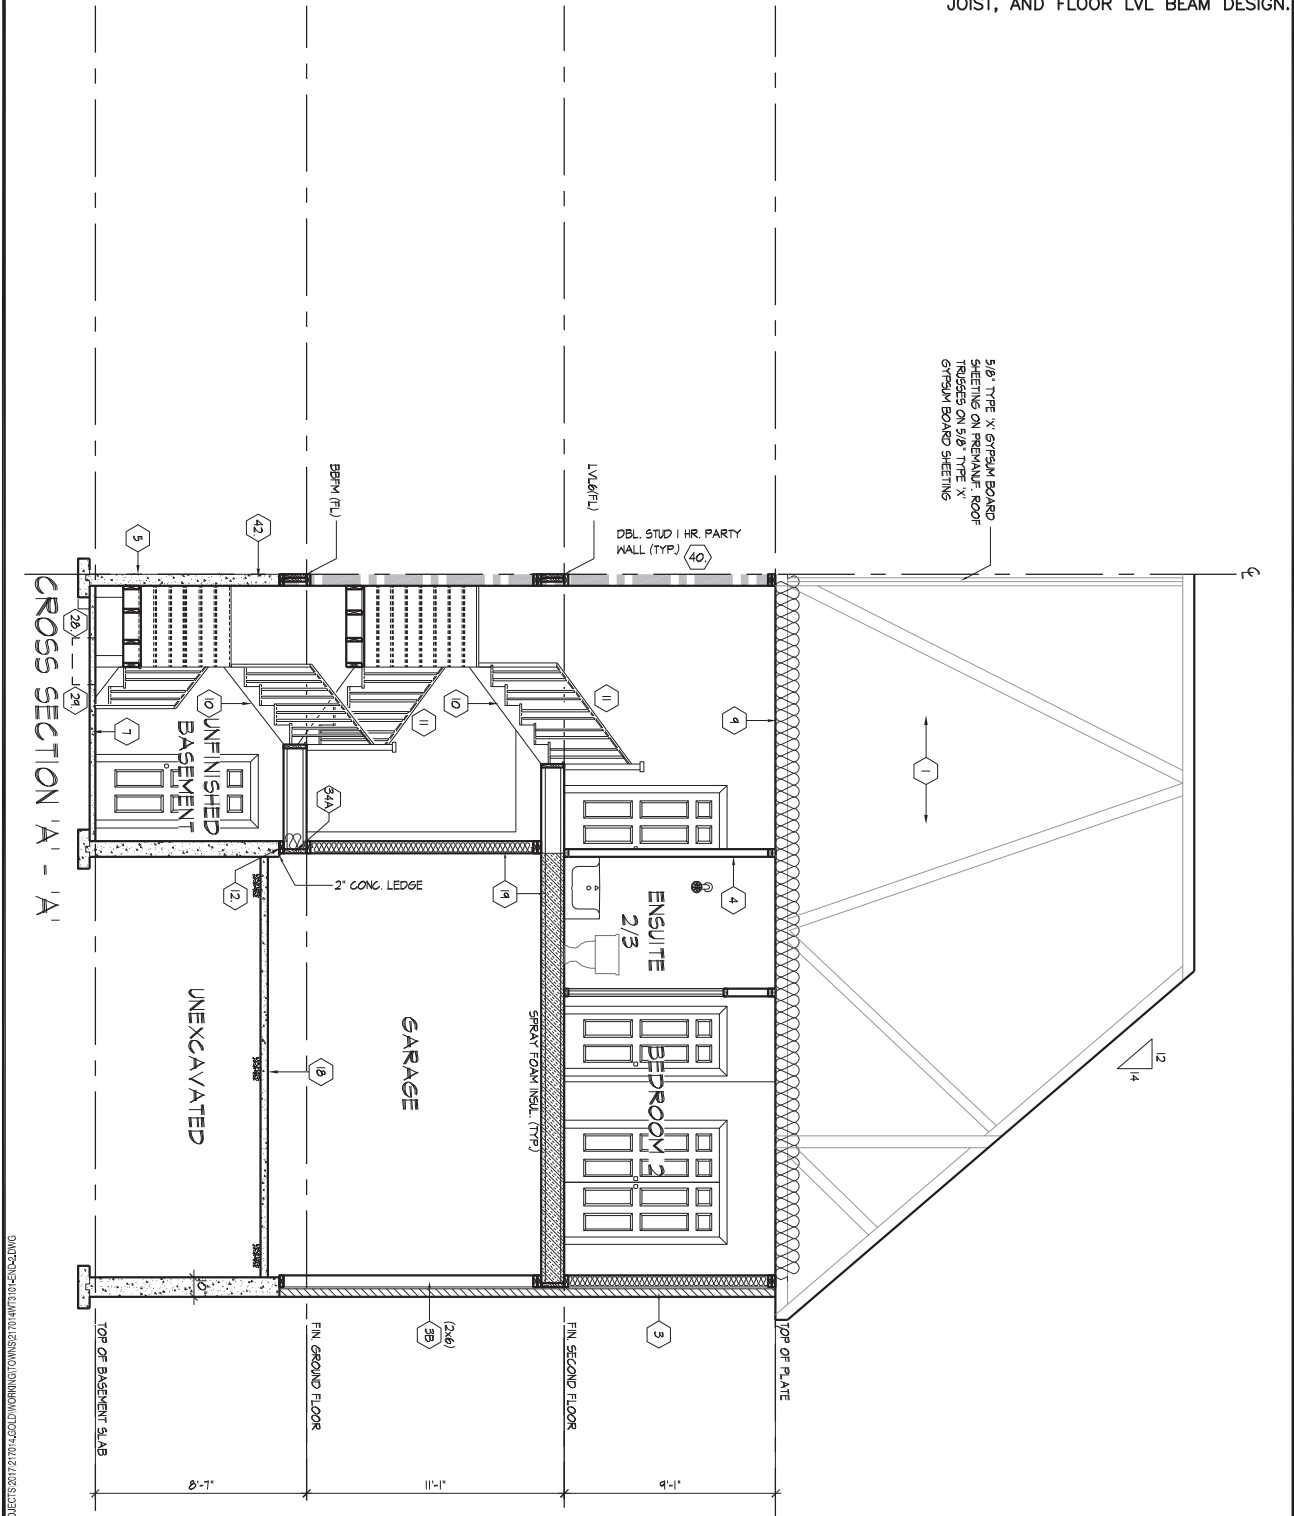 JOIST, AND FLOOR LVL BEAM DESIGN.
5/8" TYPE 'X' GYPSUM BOARD
SHEETING ON PREMANUF. ROOF
TRUSSES ON 5/8" TYPE 'X'
GYPSUM BOARD SHEETING
1
12
14
9
TOP OF PLATE
9'-1"
DBL. STUD 1 HR. PARTY
WALL (TYP.)
40.
LVL6(FL)
11
4
ENSUITE
2/3
BEDROOM 2
3
FIN. SECOND FLOOR
11'-1"
BBFM (FL)
10
11
19
SPRAY FOAM INSUL. (TYP.)
GARAGE
3B
(2x6)
FIN. GROUND FLOOR
8'-7"
42.
5
10
34A
2" CONC. LEDGE
12.
18
UNFINISHED
BASEMENT
7
28.
29.
UNEXCAVATED
TOP OF BASEMENT SLAB
CROSS SECTION 'A' - 'A'